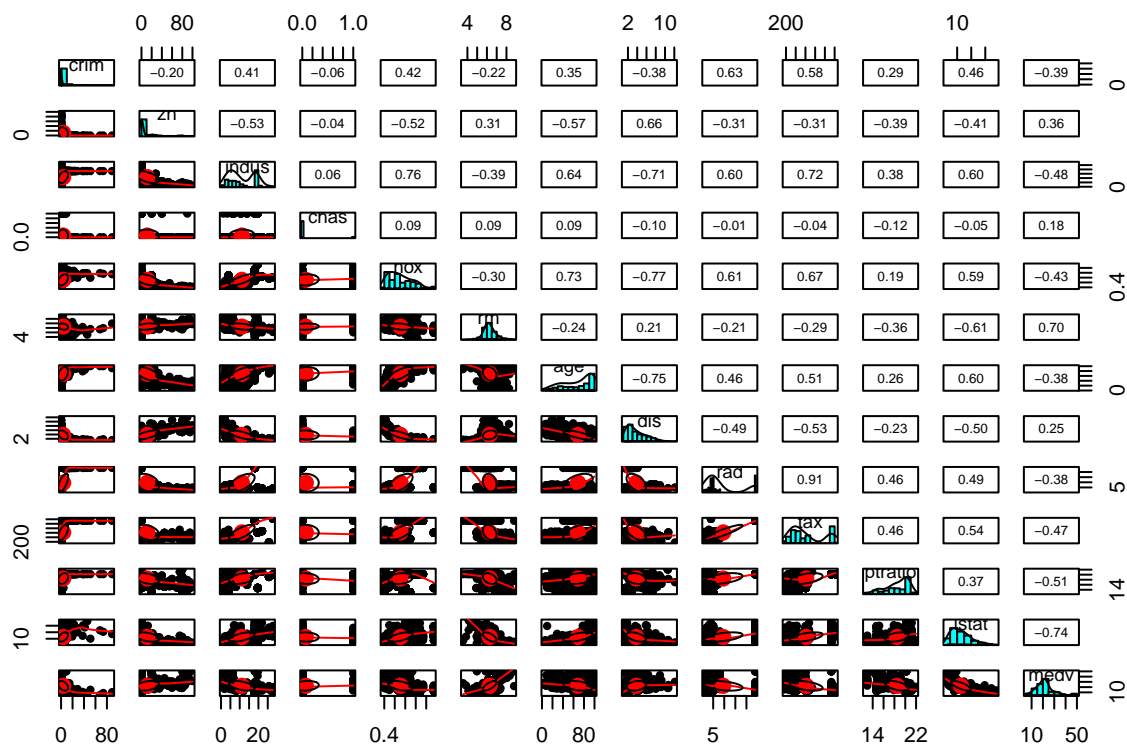 0 80 0.0 1.0 4 8 2 10 200 10
crim −0.20 0.41 −0.06 0.42 −0.22 0.35 −0.38 0.63 0.58 0.29 0.46 −0.39 0
0 zn −0.53 −0.04 −0.52 0.31 −0.57 0.66 −0.31 −0.31 −0.39 −0.41 0.36
indus 0.06 0.76 −0.39 0.64 −0.71 0.60 0.72 0.38 0.60 −0.48 0
0.0 chas 0.09 0.09 0.09 −0.10 −0.01 −0.04 −0.12 −0.05 0.18
nox −0.30 0.73 −0.77 0.61 0.67 0.19 0.59 −0.43 0.4
4 rm −0.24 0.21 −0.21 −0.29 −0.36 −0.61 0.70
age −0.75 0.46 0.51 0.26 0.60 −0.38 0
2 dis −0.49 −0.53 −0.23 −0.50 0.25
rad 0.91 0.46 0.49 −0.38 5
200 tax 0.46 0.54 −0.47
ptratio 0.37 −0.51 14
10 lstat −0.74
medv 10
0 80 0 20 0.4 0 80 5 14 22 10 50